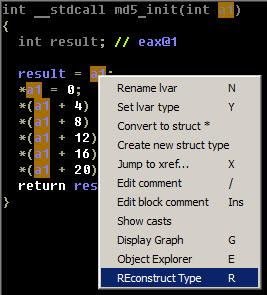 int __stdcall md5_init(int a1)
{
int result; // eax@1
result = a1;
*a1 = 0;
*(a1 + 4)
*(a1 + 8)
*(a1 + 12)
*(a1 + 16)
*(a1 + 20)
return res
}
Rename lvar N
Set lvar type Y
Convert to struct *
Create new struct type
Jump to xref... X
Edit comment /
Edit block comment Ins
Show casts
Display Graph G
Object Explorer E
REconstruct Type R